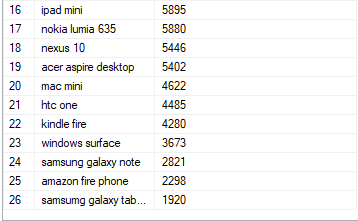 16 ipad mini 5895
17 nokia lumia 635 5880
18 nexus 10 5446
19 acer aspire desktop 5402
20 mac mini 4622
21 htc one 4485
22 kindle fire 4280
23 windows surface 3673
24 samsung galaxy note 2821
25 amazon fire phone 2298
26 samsumg galaxy tab... 1920